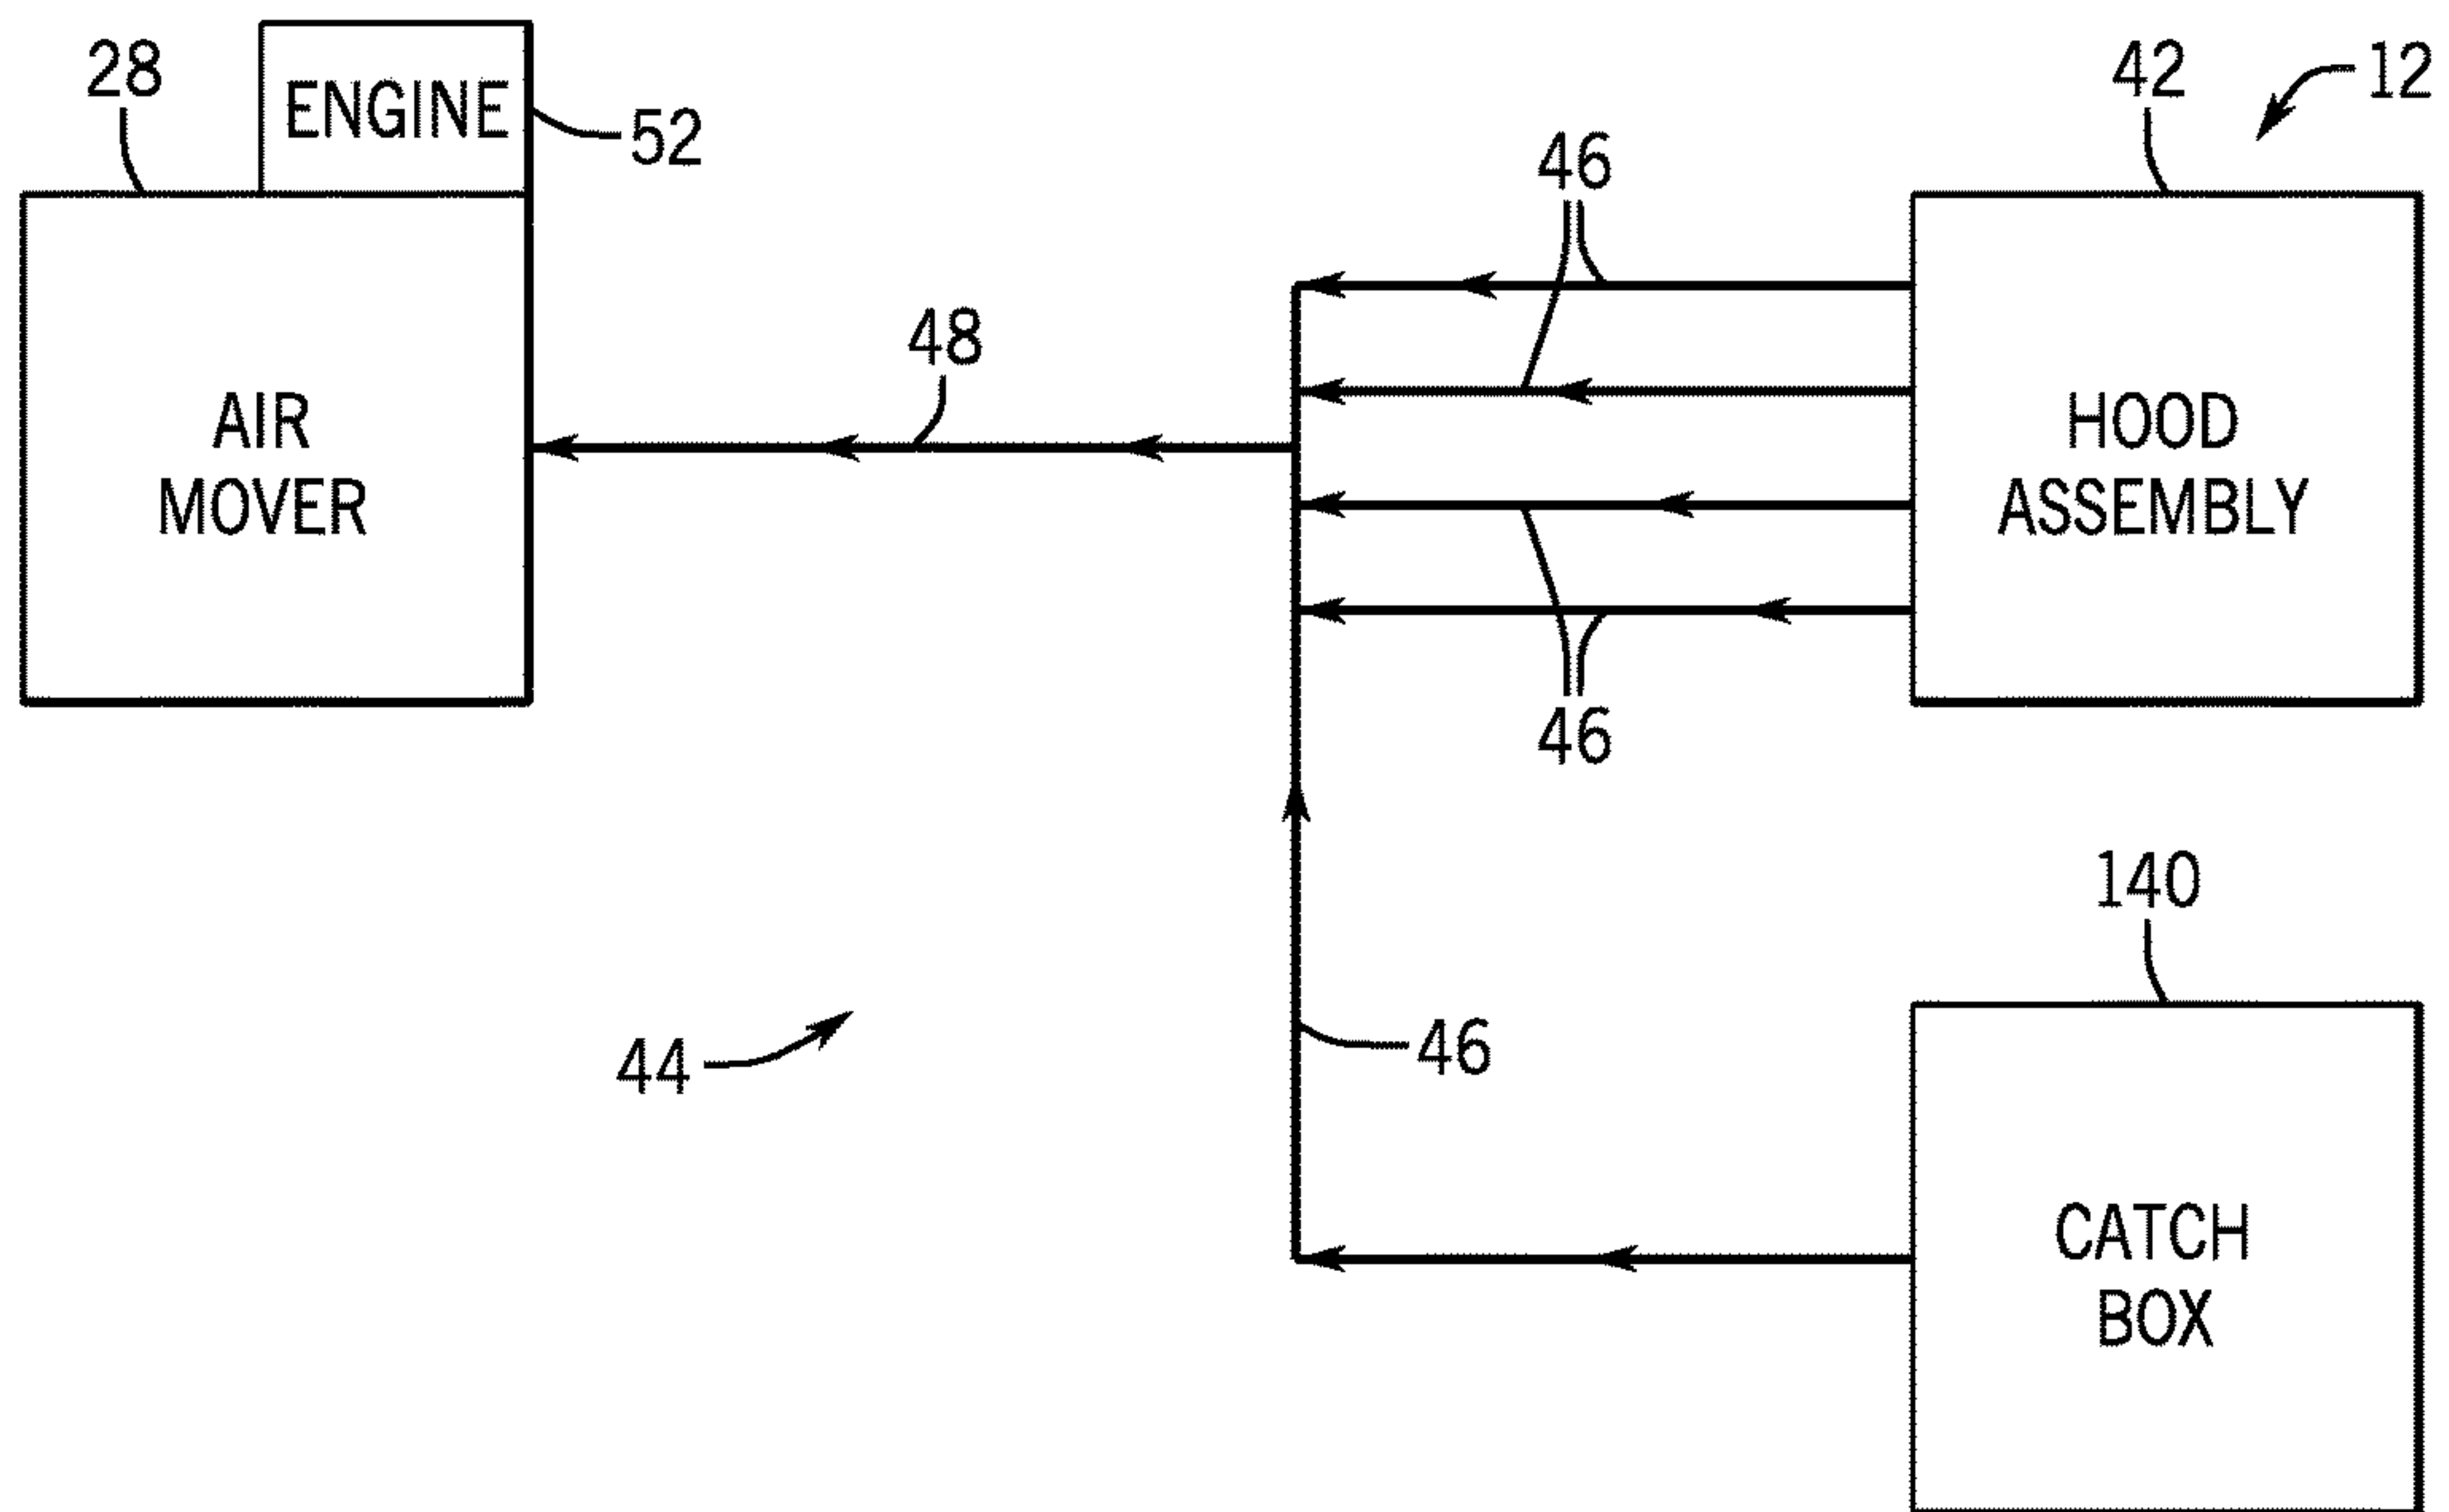 28
ENGINE
52
42
12
46
48
AIR
MOVER
HOOD
ASSEMBLY
46
140
44
46
CATCH
BOX